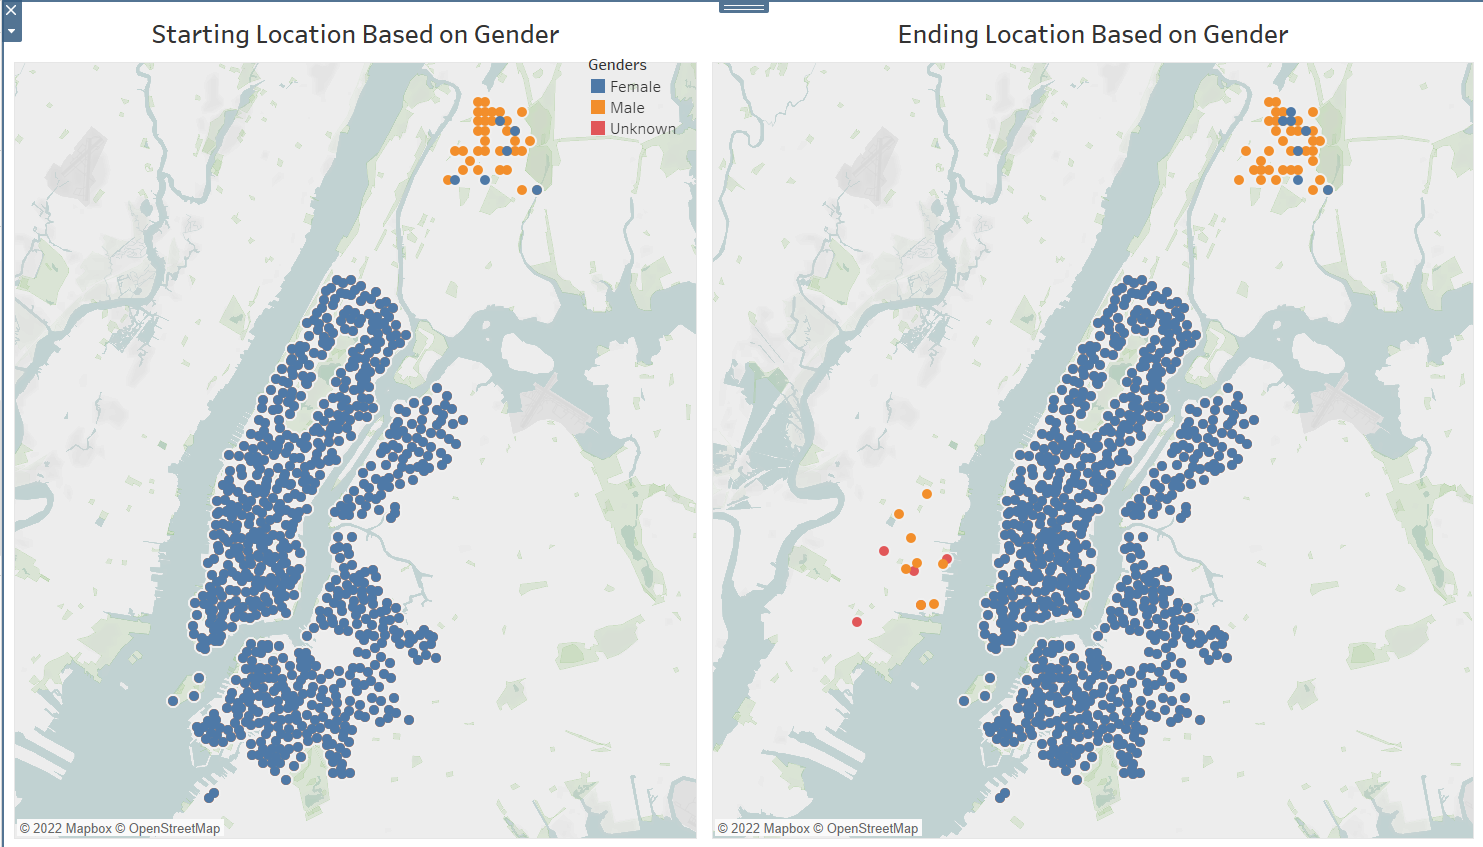 Starting Location Based on Gender
Genders
Female
Male
Unknown
© 2022 Mapbox © OpenStreetMap
Ending Location Based on Gender
© 2022 Mapbox © OpenStreetMap